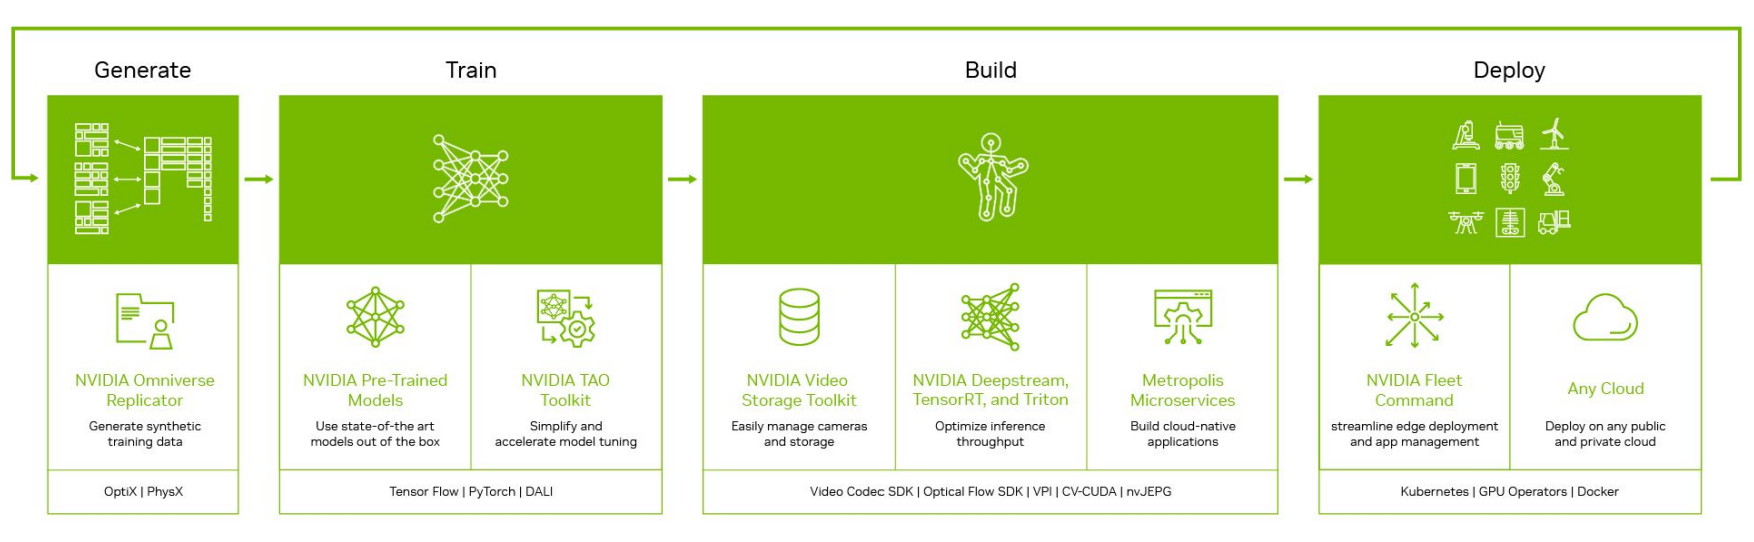 Generate
Train
Build
Deploy
NVIDIA Omniverse
Replicator
Generate synthetic
training data
OptiX | PhysX
NVIDIA Pre-Trained
Models
Use state-of-the art
models out of the box
NVIDIA TAO
Toolkit
Simplify and
accelerate model tuning
Tensor Flow | PyTorch | DALI
NVIDIA Video
Storage Toolkit
Easily manage cameras
and storage
NVIDIA Deepstream,
TensorRT, and Triton
Optimize inference
throughput
Metropolis
Microservices
Build cloud-native
applications
Video Codec SDK | Optical Flow SDK | VPI | CV-CUDA | nvJEPG
NVIDIA Fleet
Command
streamline edge deployment
and app management
Any Cloud
Deploy on any public
and private cloud
Kubernetes | GPU Operators | Docker